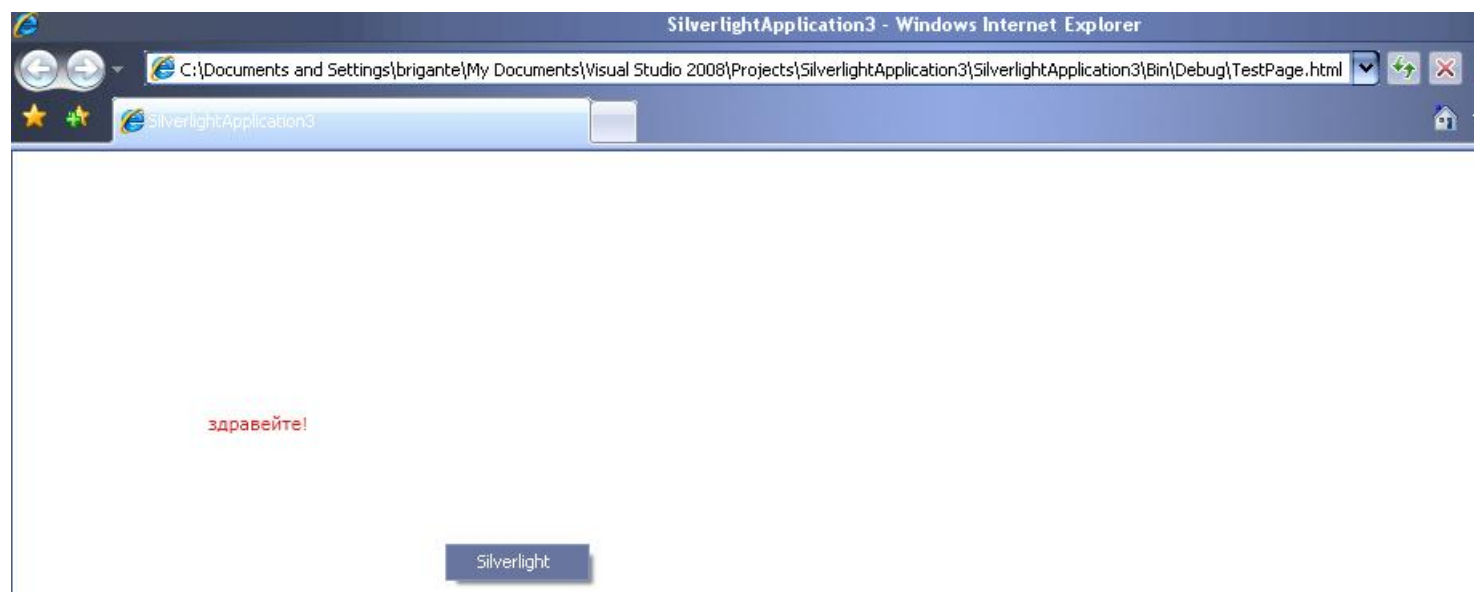 SilverlightApplication3 - Windows Internet Explorer
C:\Documents and Settings\brigante\My Documents\Visual Studio 2008\Projects\SilverlightApplication3\SilverlightApplication3\Bin\Debug\TestPage.html
SilverlightApplication3
здравейте!
Silverlight